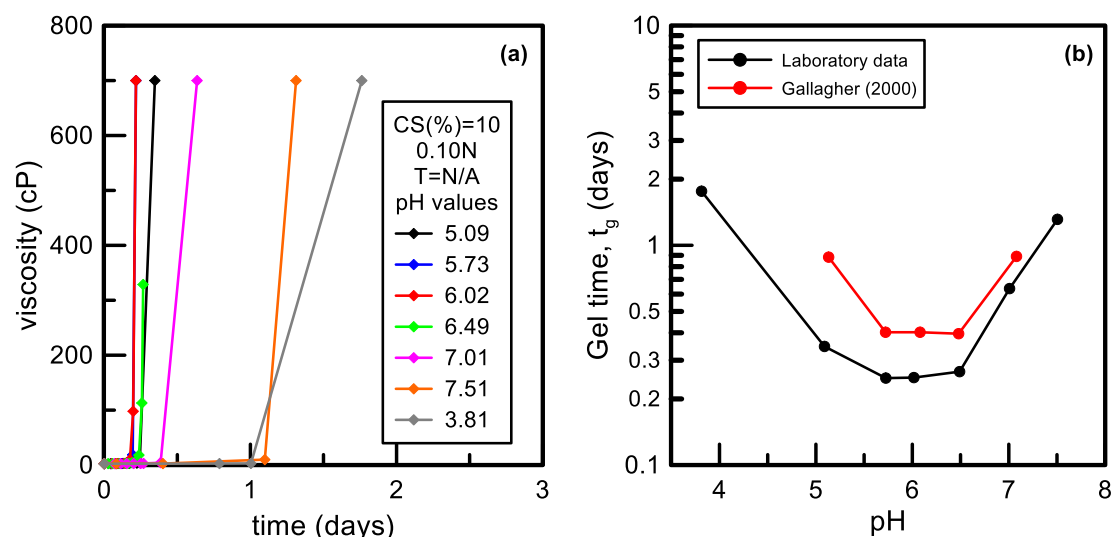 800
600
400
200
0
viscosity (cP)
0
1
2
3
time (days)
(a)
CS(%)=10
0.10N
T=N/A
pH values
5.09
5.73
6.02
6.49
7.01
7.51
3.81
10
5
3
2
1
0.5
0.3
0.2
0.1
Gel time, tg (days)
4
5
6
7
8
pH
(b)
Laboratory data
Gallagher (2000)